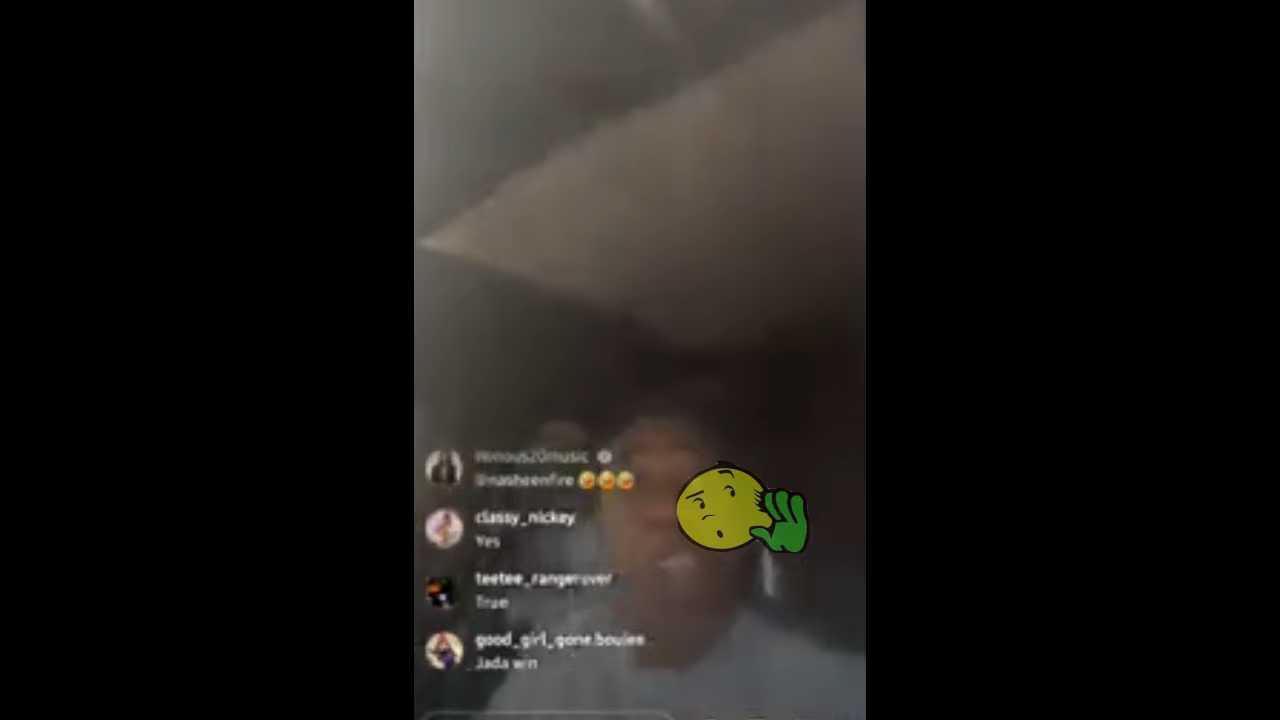 @nasheenfire 🤣🤣🤣
classy_nickey
Yes
teetee_rangerover
True
good_girl_gone.boujee
Jada win